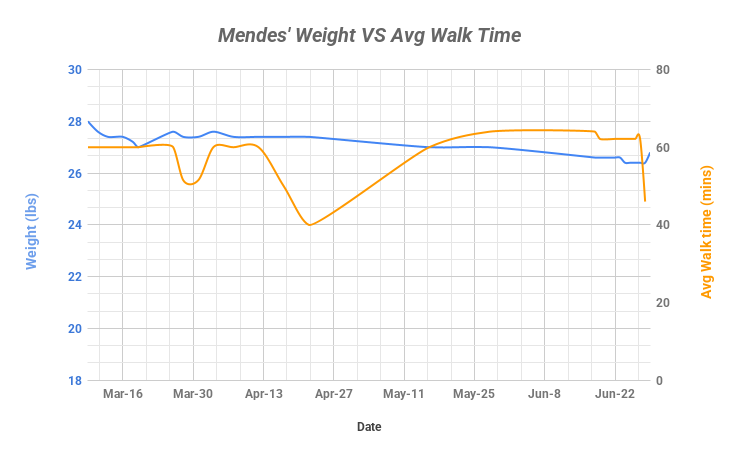 Mendes' Weight VS Avg Walk Time
30
28
26
24
22
20
18
80
60
40
20
0
Weight (lbs)
Avg Walk time (mins)
Mar-16 Mar-30 Apr-13 Apr-27 May-11 May-25 Jun-8 Jun-22
Date